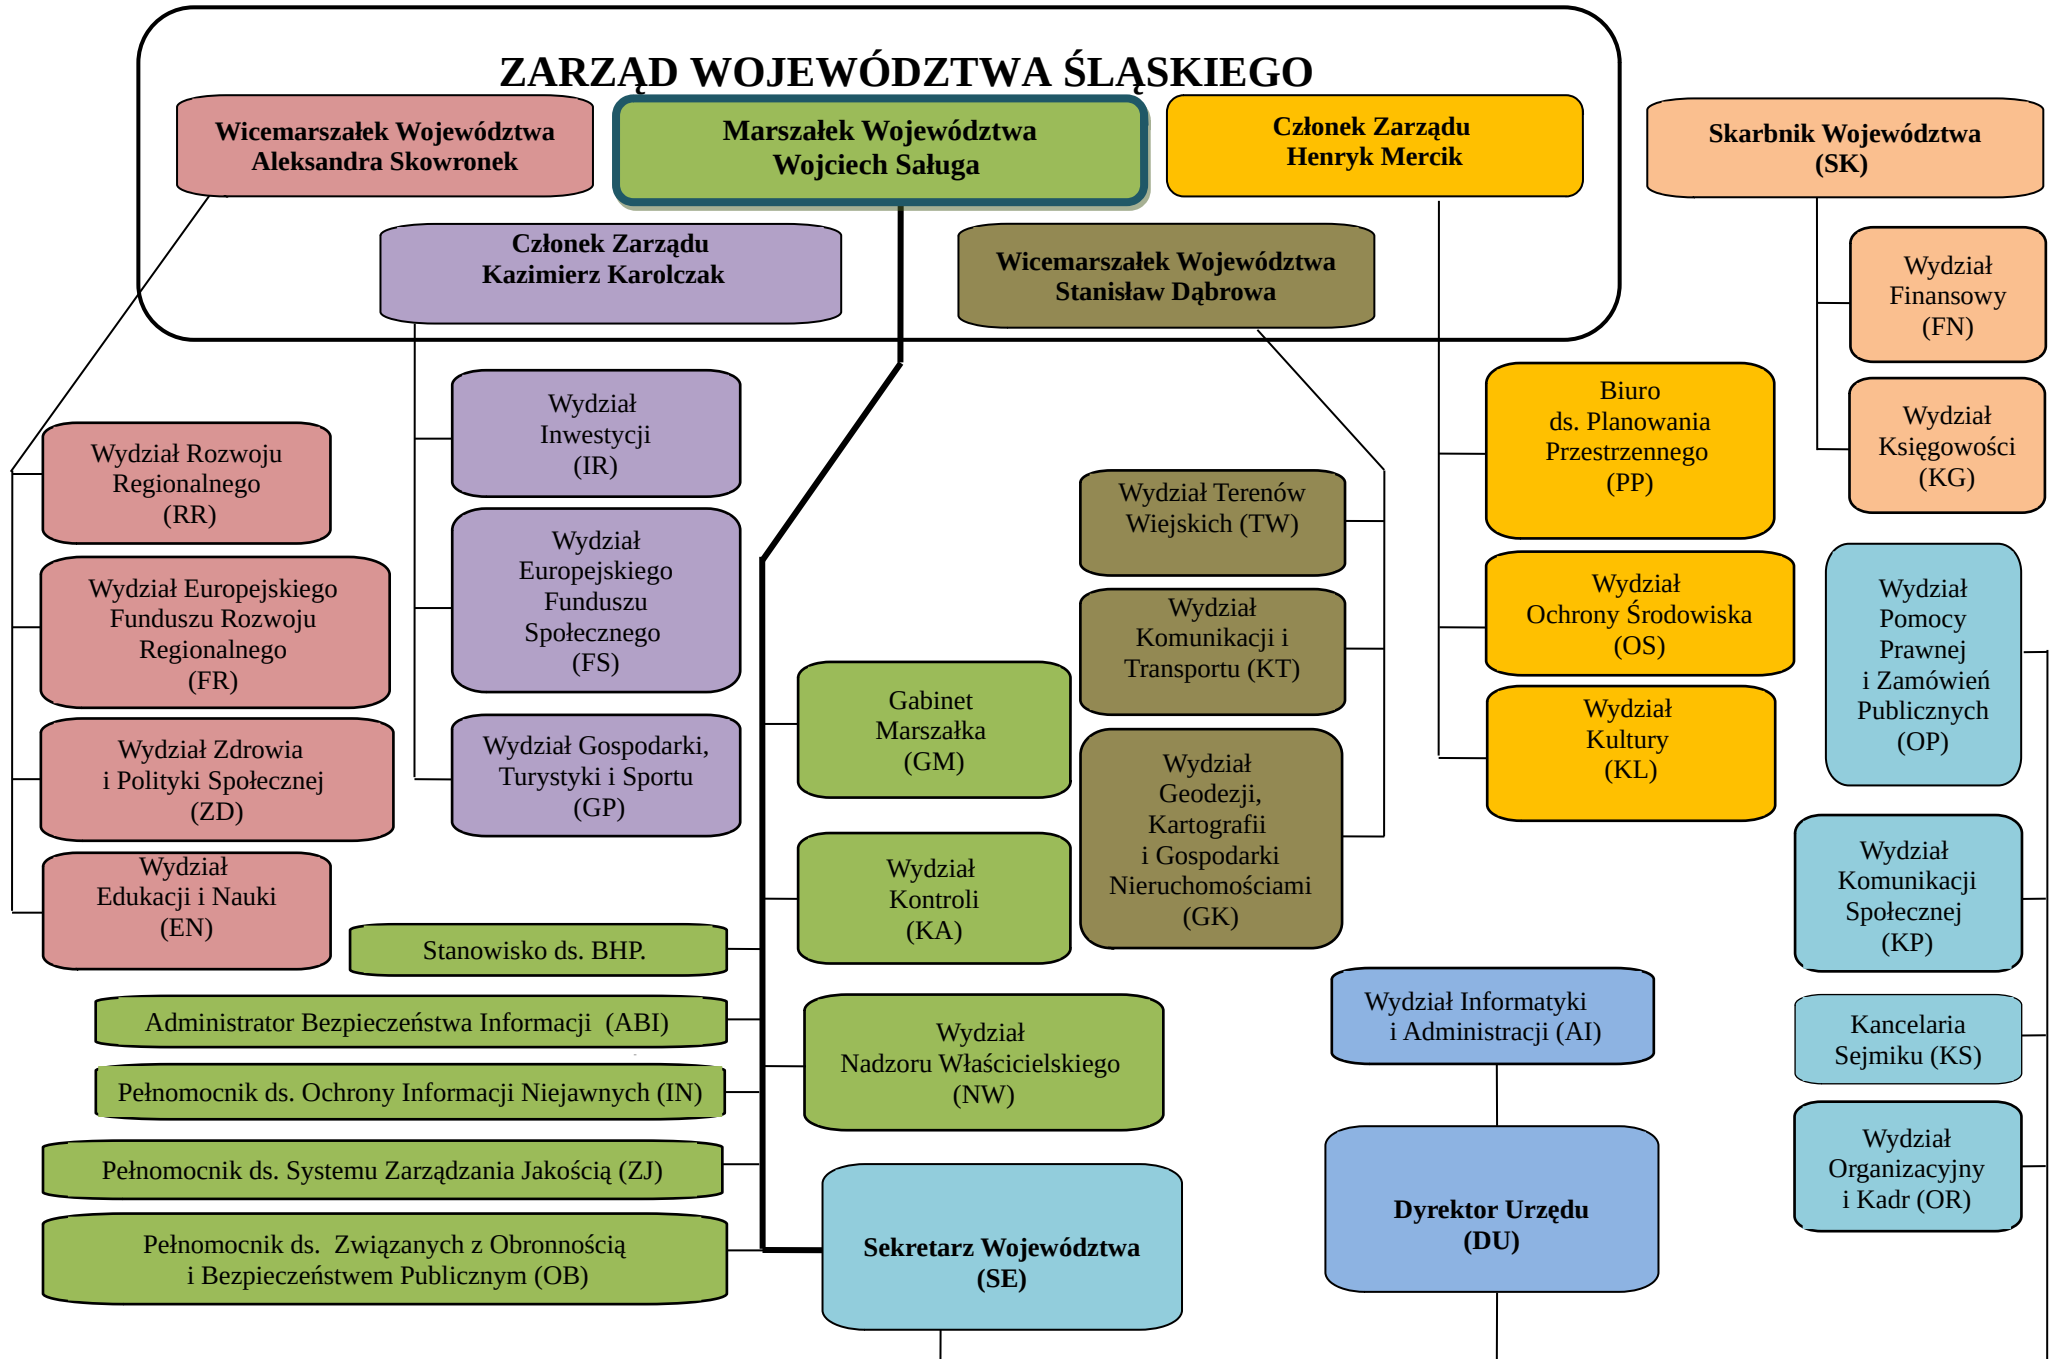 ZARZĄD WOJEWÓDZTWA ŚLĄSKIEGO
Wicemarszałek Województwa
Aleksandra Skowronek
Marszałek Województwa
Wojciech Saługa
Członek Zarządu
Henryk Mercik
Skarbnik Województwa
(SK)
Członek Zarządu
Kazimierz Karolczak
Wicemarszałek Województwa
Stanisław Dąbrowa
Wydział
Finansowy
(FN)
Wydział
Księgowości
(KG)
Wydział Rozwoju
Regionalnego
(RR)
Wydział Europejskiego
Funduszu Rozwoju
Regionalnego
(FR)
Wydział Zdrowia
i Polityki Społecznej
(ZD)
Wydział
Edukacji i Nauki
(EN)
Wydział
Inwestycji
(IR)
Wydział
Europejskiego
Funduszu
Społecznego
(FS)
Wydział Gospodarki,
Turystyki i Sportu
(GP)
Gabinet
Marszałka
(GM)
Wydział
Kontroli
(KA)
Wydział
Nadzoru Właścicielskiego
(NW)
Wydział Terenów
Wiejskich (TW)
Wydział
Komunikacji i
Transportu (KT)
Wydział
Geodezji,
Kartografii
i Gospodarki
Nieruchomościami
(GK)
Biuro
ds. Planowania
Przestrzennego
(PP)
Wydział
Ochrony Środowiska
(OS)
Wydział
Kultury
(KL)
Wydział
Pomocy
Prawnej
i Zamówień
Publicznych
(OP)
Wydział
Komunikacji
Społecznej
(KP)
Kancelaria
Sejmiku (KS)
Wydział
Organizacyjny
i Kadr (OR)
Stanowisko ds. BHP.
Administrator Bezpieczeństwa Informacji (ABI)
Pełnomocnik ds. Ochrony Informacji Niejawnych (IN)
Pełnomocnik ds. Systemu Zarządzania Jakością (ZJ)
Pełnomocnik ds. Związanych z Obronnością
i Bezpieczeństwem Publicznym (OB)
Sekretarz Województwa
(SE)
Wydział Informatyki
i Administracji (AI)
Dyrektor Urzędu
(DU)